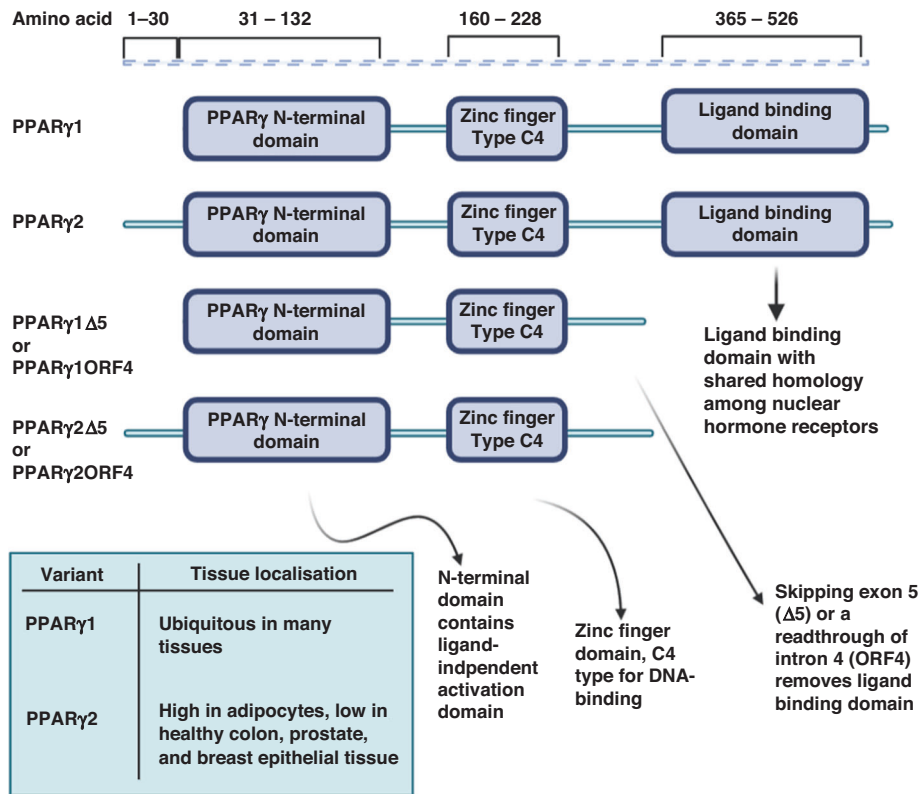 Amino acid 1–30 31 – 132 160 – 228 365 – 526
PPARγ1
PPARγ N-terminal
domain
Zinc finger
Type C4
Ligand binding
domain
PPARγ2
PPARγ N-terminal
domain
Zinc finger
Type C4
Ligand binding
domain
PPARγ1Δ5
or
PPARγ1ORF4
PPARγ N-terminal
domain
Zinc finger
Type C4
PPARγ2Δ5
or
PPARγ2ORF4
PPARγ N-terminal
domain
Zinc finger
Type C4
Ligand binding
domain with
shared homology
among nuclear
hormone receptors
N-terminal
domain
contains
ligand-
indpendent
activation
domain
Zinc finger
domain, C4
type for DNA-
binding
Skipping exon 5
(Δ5) or a
readthrough of
intron 4 (ORF4)
removes ligand
binding domain
Variant Tissue localisation
PPARγ1 Ubiquitous in many
tissues
PPARγ2 High in adipocytes, low in
healthy colon, prostate,
and breast epithelial tissue